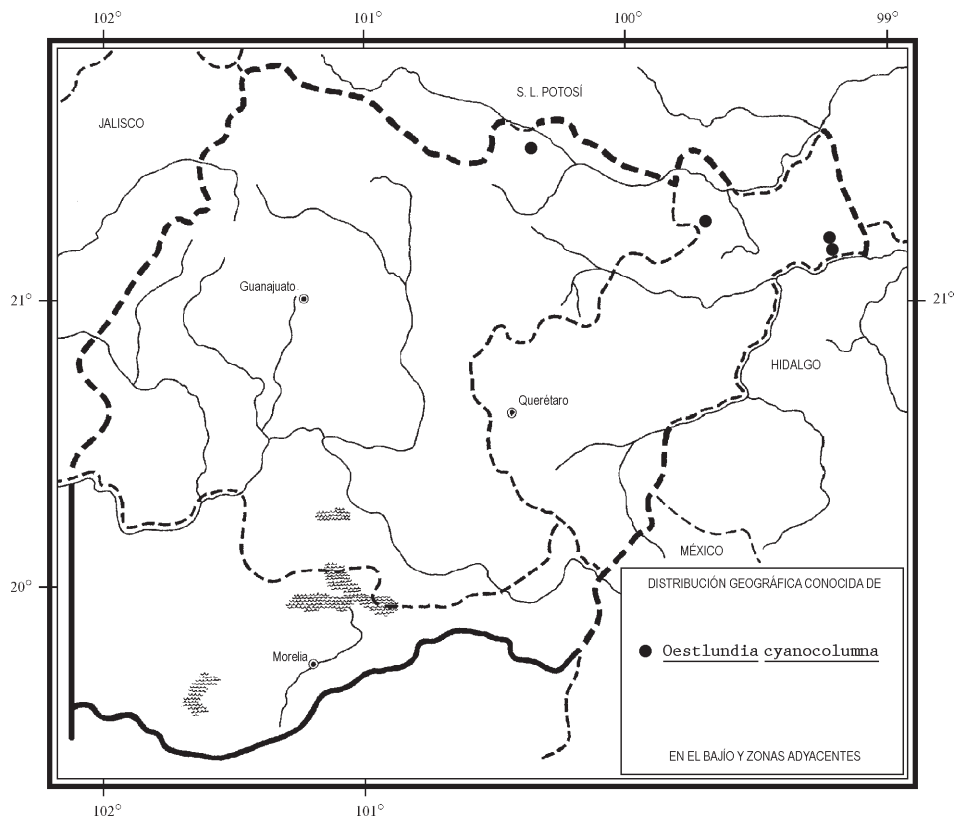 102° 101° 100° 99°
S. L. POTOSÍ
JALISCO
Guanajuato
21° 21°
HIDALGO
Querétaro
MÉXICO
20°
DISTRIBUCIÓN GEOGRÁFICA CONOCIDA DE
Oestlundia cyanocolumna
Morelia
EN EL BAJÍO Y ZONAS ADYACENTES
102° 101°